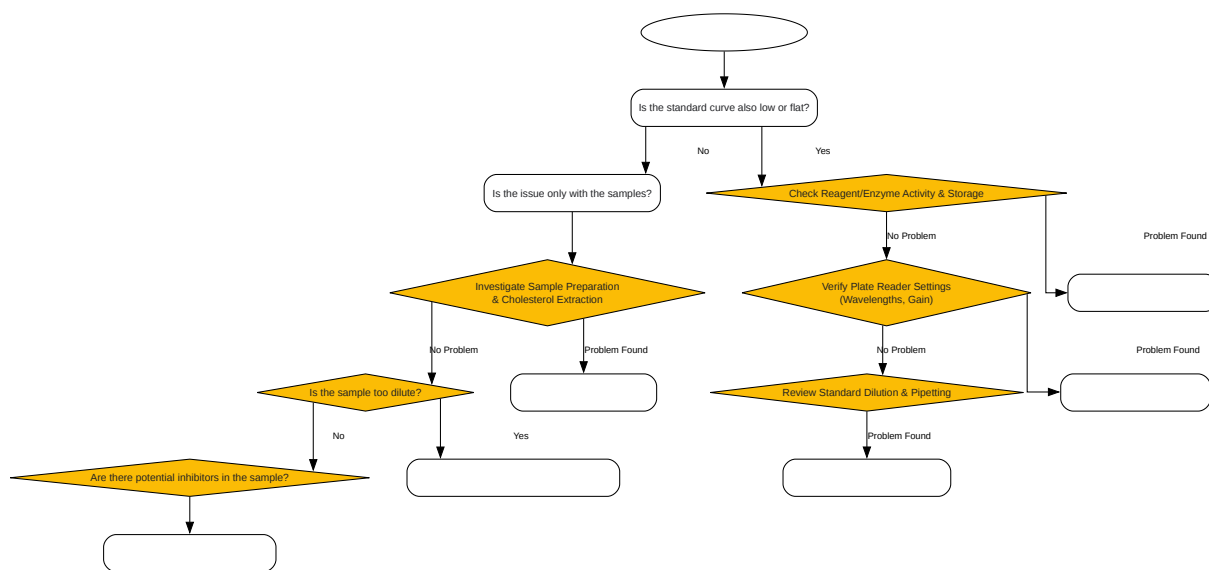 Is the standard curve also low or flat?
No
Yes
Is the issue only with the samples?
Check Reagent/Enzyme Activity & Storage
No Problem
Problem Found
Investigate Sample Preparation
& Cholesterol Extraction
Verify Plate Reader Settings
(Wavelengths, Gain)
No Problem
Problem Found
No Problem
Problem Found
Is the sample too dilute?
Review Standard Dilution & Pipetting
No
Yes
Problem Found
Are there potential inhibitors in the sample?